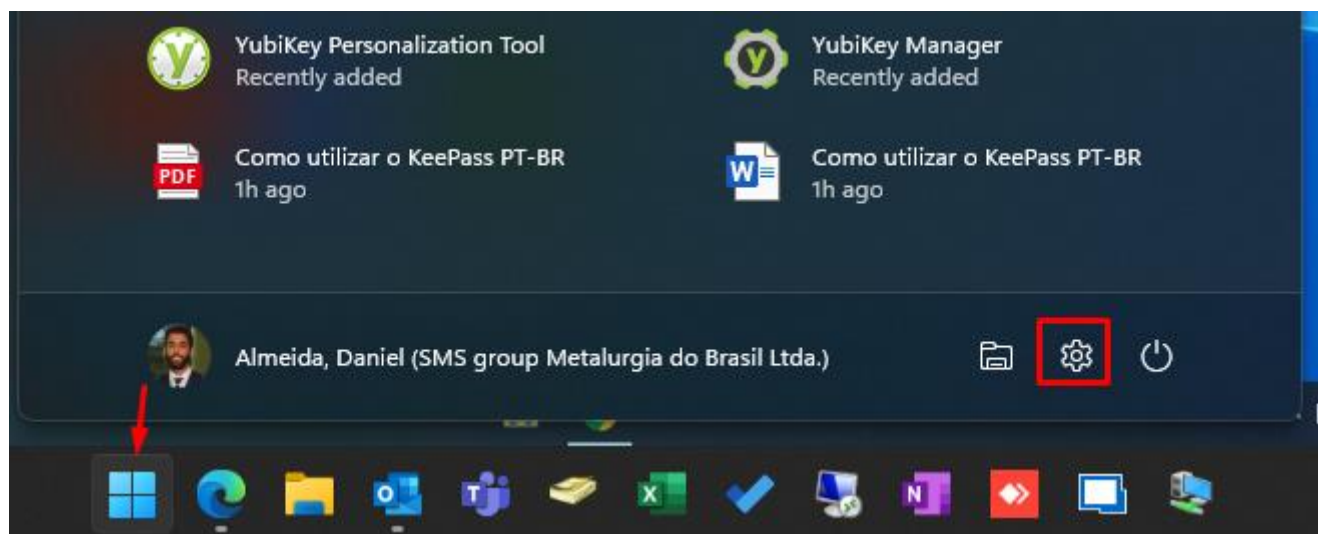 YubiKey Personalization Tool
Recently added
YubiKey Manager
Recently added
PDF
Como utilizar o KeePass PT-BR
1h ago
W
Como utilizar o KeePass PT-BR
1h ago
Almeida, Daniel (SMS group Metalurgia do Brasil Ltda.)